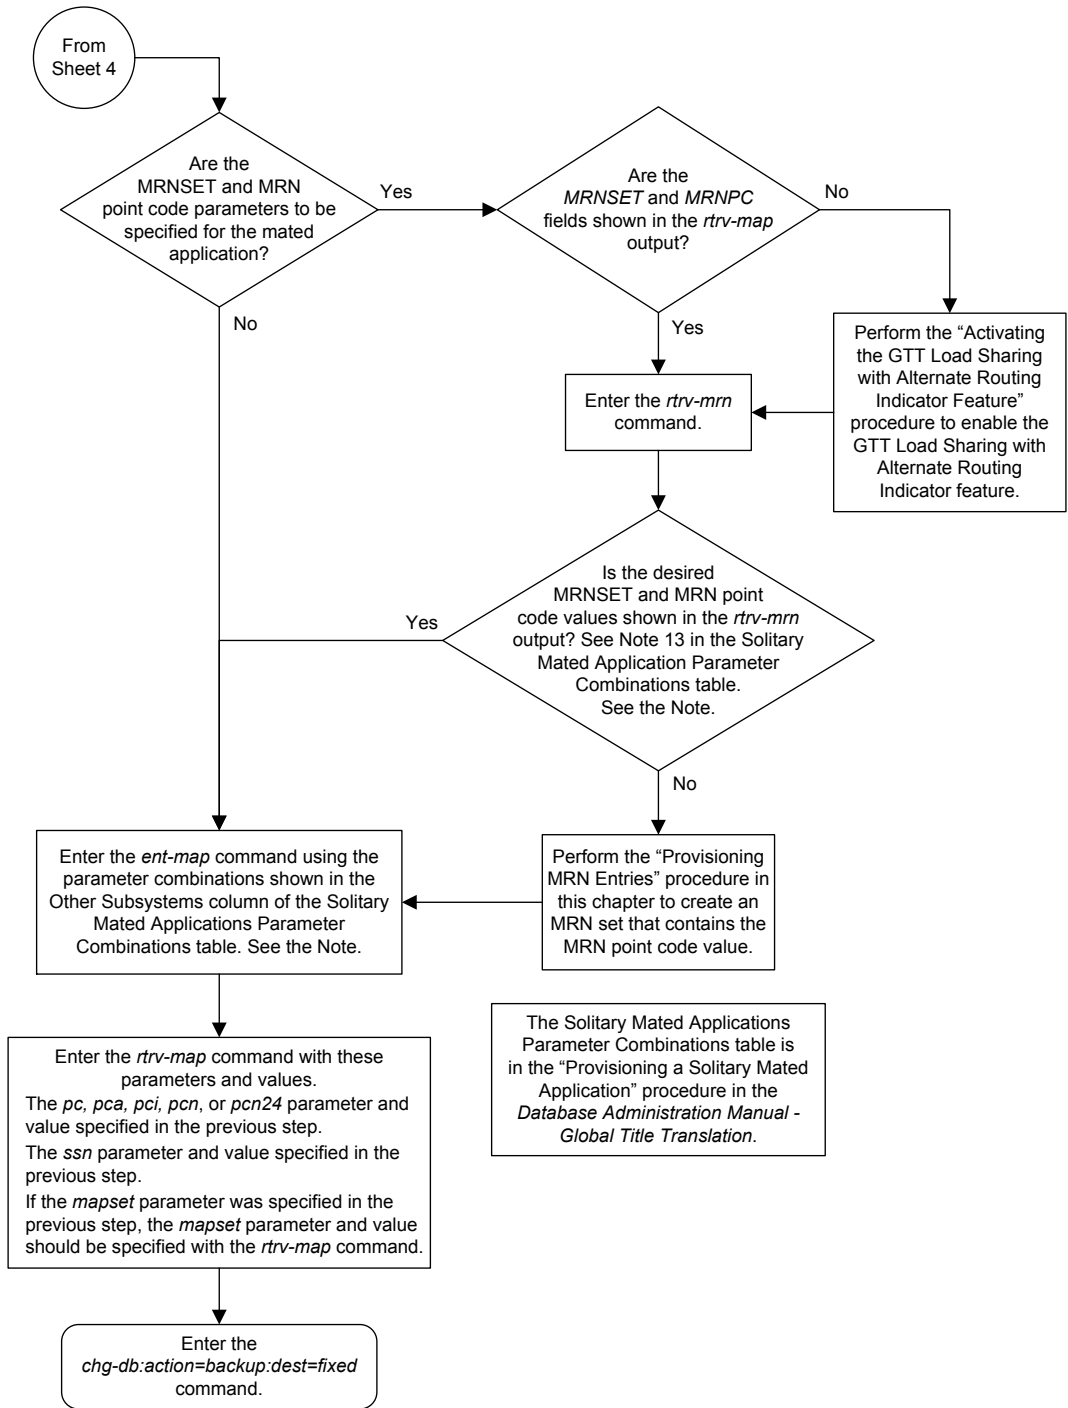 From
Sheet 4
Are the
MRNSET and MRN
point code parameters to be
specified for the mated
application?
Yes
No
Are the
MRNSET and MRNPC
fields shown in the rtrv-map
output?
No
Yes
Perform the “Activating
the GTT Load Sharing
with Alternate Routing
Indicator Feature”
procedure to enable the
GTT Load Sharing with
Alternate Routing
Indicator feature.
Enter the rtrv-mrn
command.
Is the desired
MRNSET and MRN point
code values shown in the rtrv-mrn
output? See Note 13 in the Solitary
Mated Application Parameter
Combinations table.
See the Note.
Yes
No
Enter the ent-map command using the
parameter combinations shown in the
Other Subsystems column of the Solitary
Mated Applications Parameter
Combinations table. See the Note.
Perform the “Provisioning
MRN Entries” procedure in
this chapter to create an
MRN set that contains the
MRN point code value.
The Solitary Mated Applications
Parameter Combinations table is
in the “Provisioning a Solitary Mated
Application” procedure in the
Database Administration Manual -
Global Title Translation.
Enter the rtrv-map command with these
parameters and values.
The pc, pca, pci, pcn, or pcn24 parameter and
value specified in the previous step.
The ssn parameter and value specified in the
previous step.
If the mapset parameter was specified in the
previous step, the mapset parameter and value
should be specified with the rtrv-map command.
Enter the
chg-db:action=backup:dest=fixed
command.